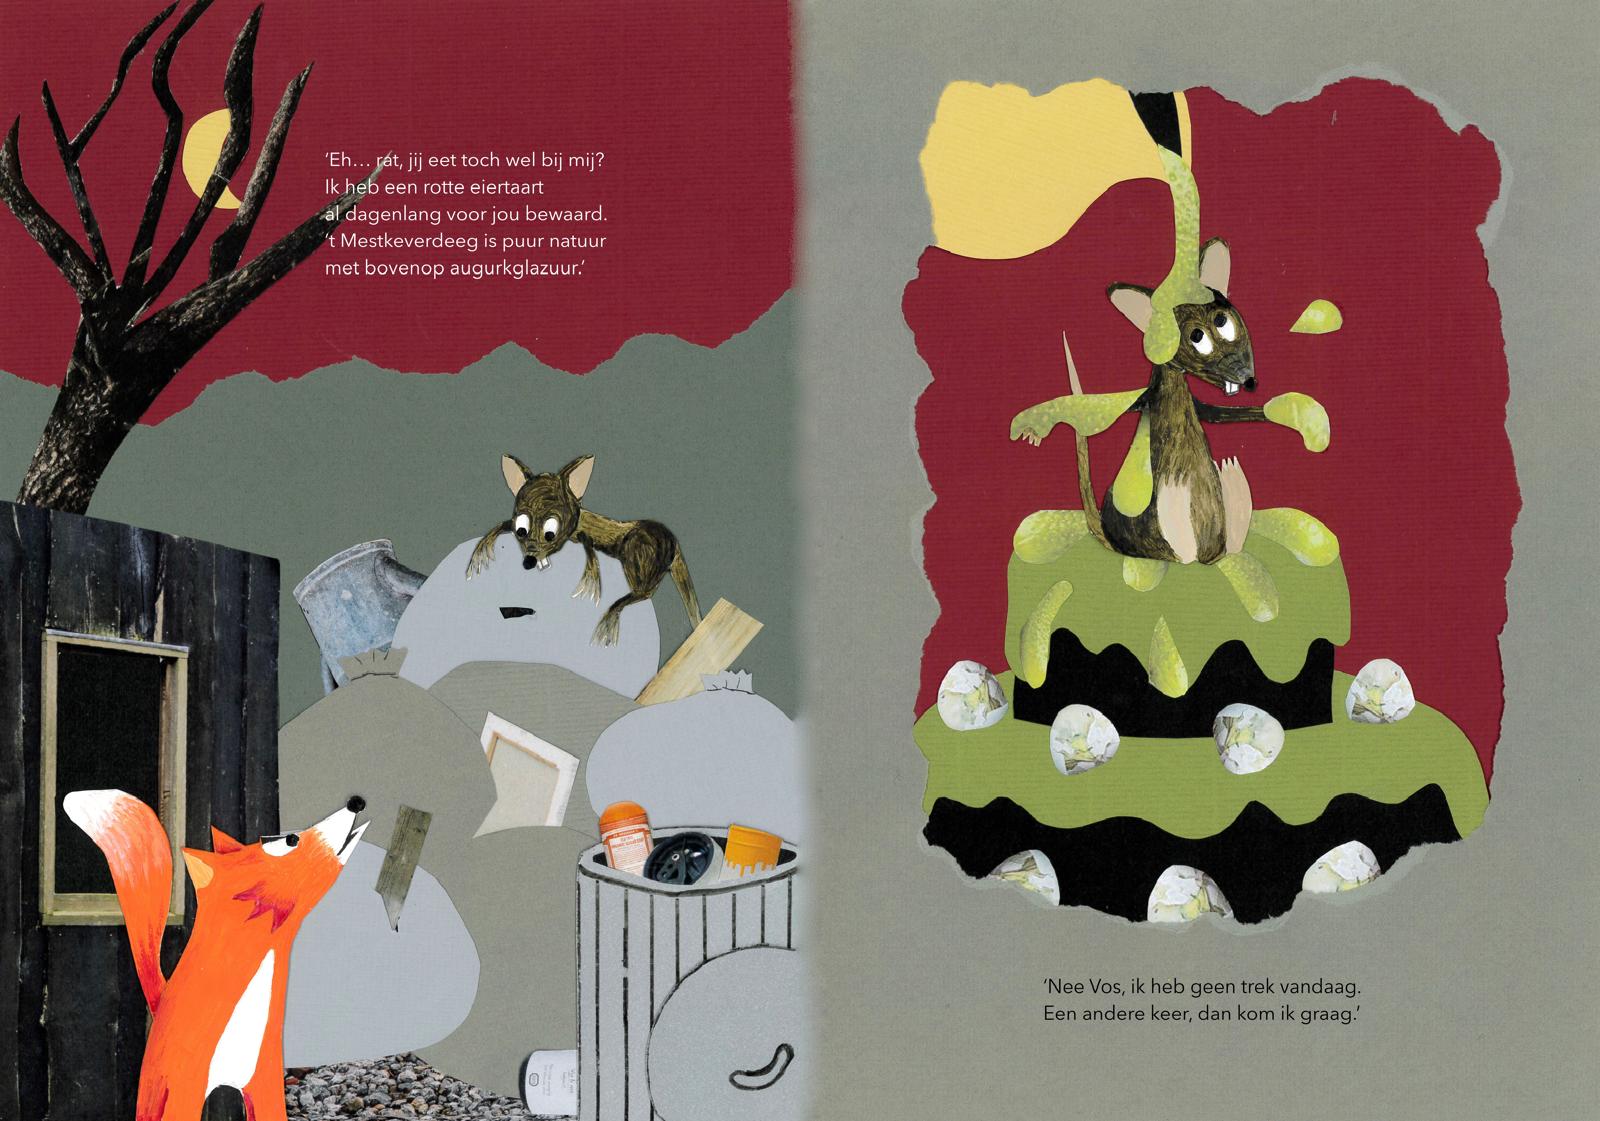 ‘Eh... rat, jij eet toch wel bij mij?
Ik heb een rotte eiertaart
al dagenlang voor jou bewaard.
‘t Mestkeverdeeg is puur natuur
met bovenop augurkglazuur.’
‘Nee Vos, ik heb geen trek vandaag.
Een andere keer, dan kom ik graag.’